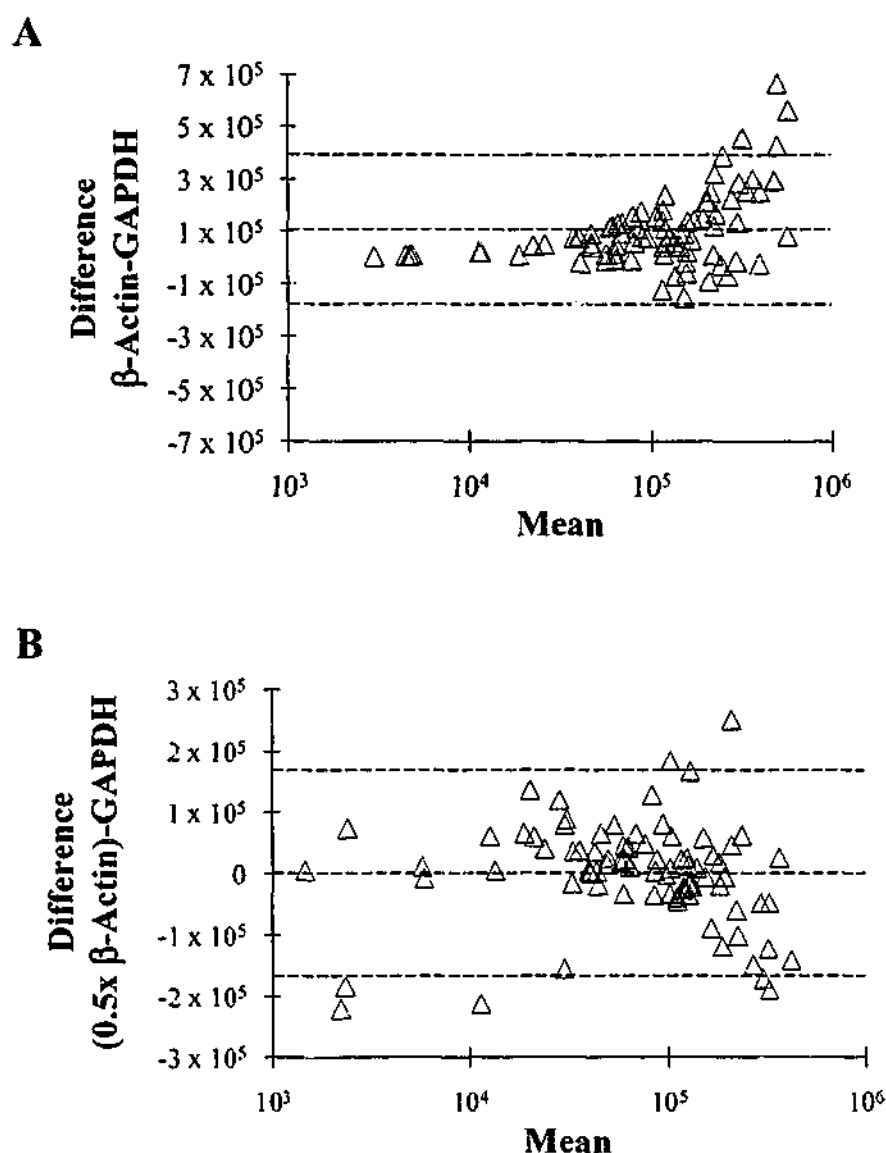 A
7 x 10⁵
5 x 10⁵
3 x 10⁵
1 x 10⁵
-1 x 10⁵
-3 x 10⁵
-5 x 10⁵
-7 x 10⁵
Difference
β-Actin-GAPDH
10³
10⁴
10⁵
10⁶
Mean
B
3 x 10⁵
2 x 10⁵
1 x 10⁵
0
-1 x 10⁵
-2 x 10⁵
-3 x 10⁵
Difference
(0.5x β-Actin)-GAPDH
10³
10⁴
10⁵
10⁶
Mean